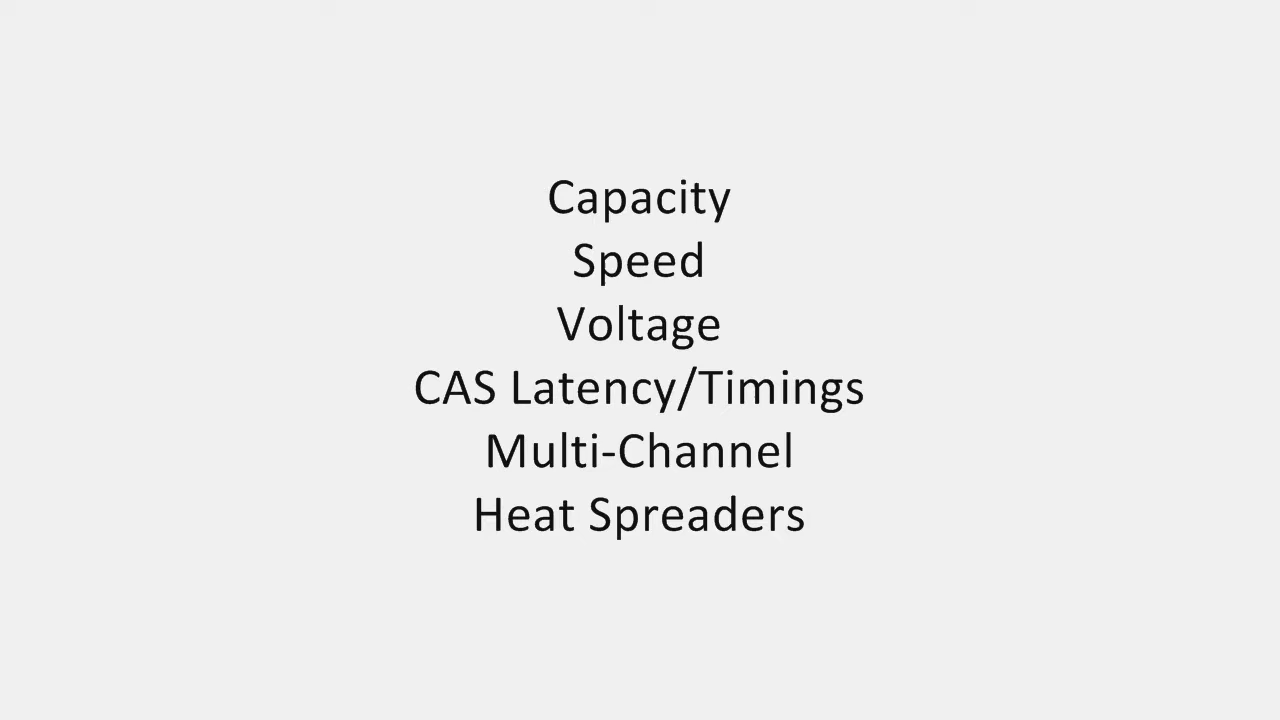 Capacity
Speed
Voltage
CAS Latency/Timings
Multi-Channel
Heat Spreaders